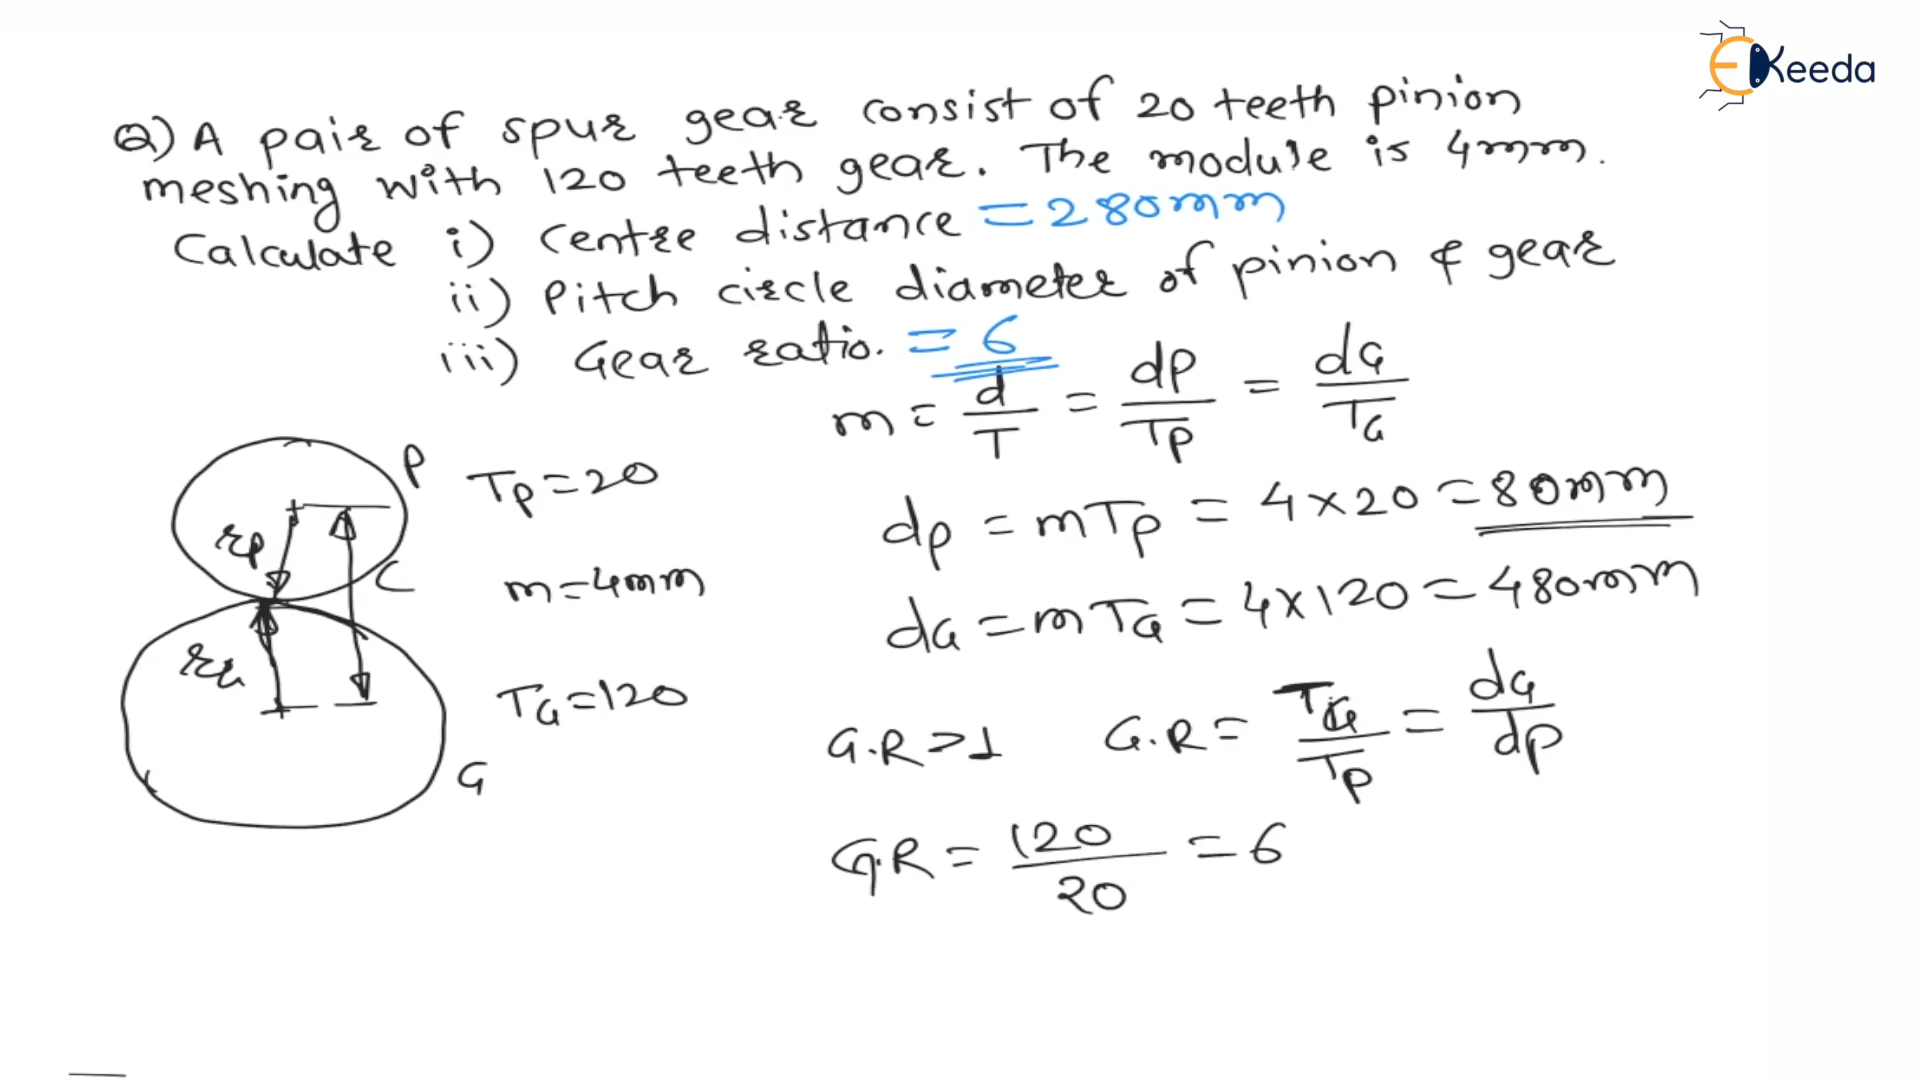 EKeeda
Q) A pair of spur gear consist of 20 teeth pinion
meshing with 120 teeth gear. The module is 4mm.
Calculate i) Centre distance = 280mm
ii) Pitch circle diameter of pinion & gear
iii) Gear ratio. = 6
m = d/T = dp/Tp = dG/TG
P
Tp = 20
dp = mTp = 4 × 20 = 80mm
rp
C
m = 4mm
dG = mTG = 4 × 120 = 480mm
rG
TG = 120
G.R > 1 G.R = TG/Tp = dG/dp
G
G.R = 120/20 = 6